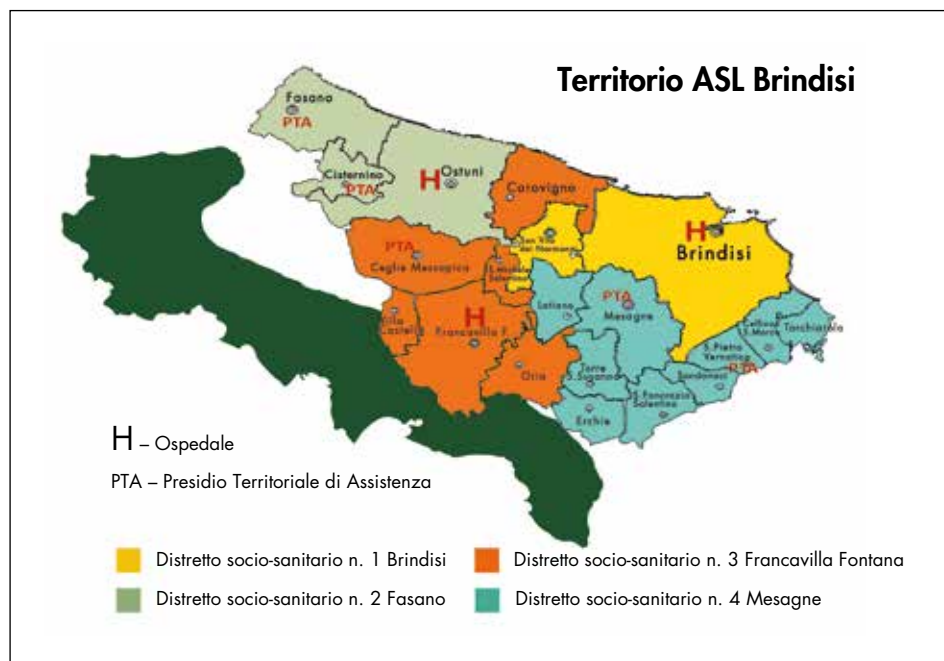 Territorio ASL Brindisi
Fasano
PTA
Cisternino
PTA
H Ostuni
Carovigno
San Vito
dei Normanni
H
Brindisi
PTA
Ceglie Messapica
S. Michele
Salentino
Latiano
PTA
Mesagne
Villa
Castelli
H
Francavilla F.
Oria
Torre
S. Susanna
Erchie
S. Pancrazio
Salentino
Sandonaci
PTA
S. Pietro
Vernotico
Cellino
S. Marco
Torchiarolo
H – Ospedale
PTA – Presidio Territoriale di Assistenza
Distretto socio-sanitario n. 1 Brindisi
Distretto socio-sanitario n. 3 Francavilla Fontana
Distretto socio-sanitario n. 2 Fasano
Distretto socio-sanitario n. 4 Mesagne